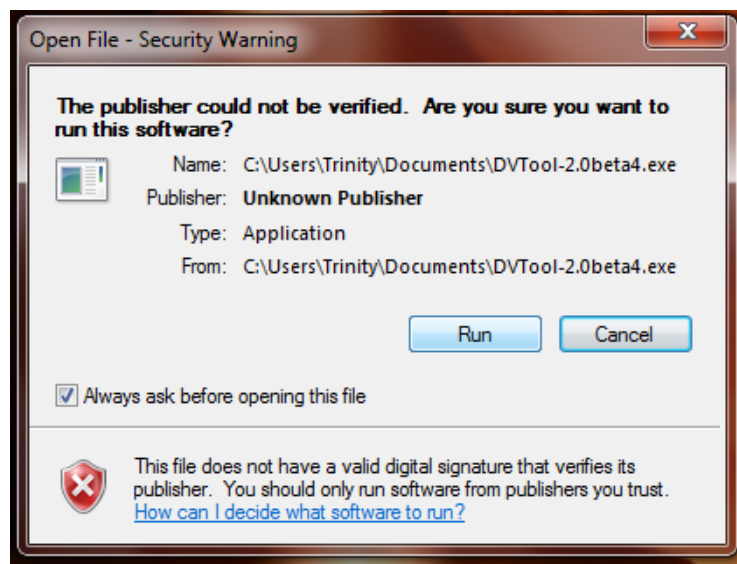 Open File - Security Warning
The publisher could not be verified.  Are you sure you want to
run this software?
Name: C:\Users\Trinity\Documents\DVTool-2.0beta4.exe
Publisher: Unknown Publisher
Type: Application
From: C:\Users\Trinity\Documents\DVTool-2.0beta4.exe
Run Cancel
Always ask before opening this file
This file does not have a valid digital signature that verifies its
publisher.  You should only run software from publishers you trust.
How can I decide what software to run?